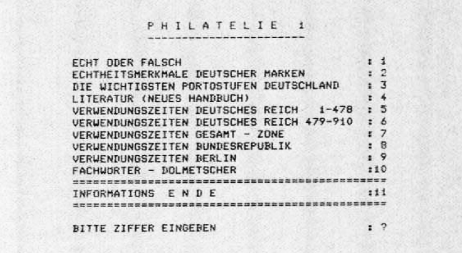 PHILATELIE 1
--------------------
ECHT ODER FALSCH : 1
ECHTHEITSMERKMALE DEUTSCHER MARKEN : 2
DIE WICHTIGSTEN PORTOSTUFEN DEUTSCHLAND : 3
LITERATUR (NEUES HANDBUCH) : 4
VERWENDUNGSZEITEN DEUTSCHES REICH 1-478 : 5
VERWENDUNGSZEITEN DEUTSCHES REICH 479-910 : 6
VERWENDUNGSZEITEN GESAMT - ZONE : 7
VERWENDUNGSZEITEN BUNDESREPUBLIK : 8
VERWENDUNGSZEITEN BERLIN : 9
FACHWÖRTER - DOLMETSCHER :10
==================================================
INFORMATIONS E N D E :11
==================================================
BITTE ZIFFER EINGEBEN : ?